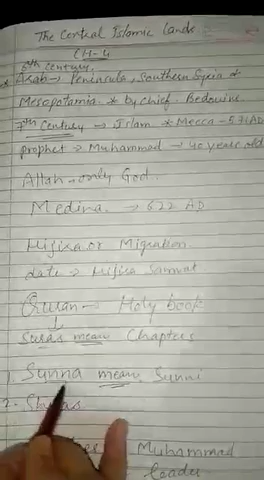 The Central Islamic Lands
CH-4
6th Century.
* Arab → Peninsula, Southern Syria &
Mesopotamia. * by chief. Bedouins.
7th Century → Islam * Mecca - 571AD
prophet → Muhammad → 40 years old
Allah - only God.
Medina. → 622 AD
Hijira or Migration.
date → Hijira Samvat
Quran → Holy book
↓
Suras mean Chapters
1. Sunna mean Sunni
2. Shias
Muhammad
leader